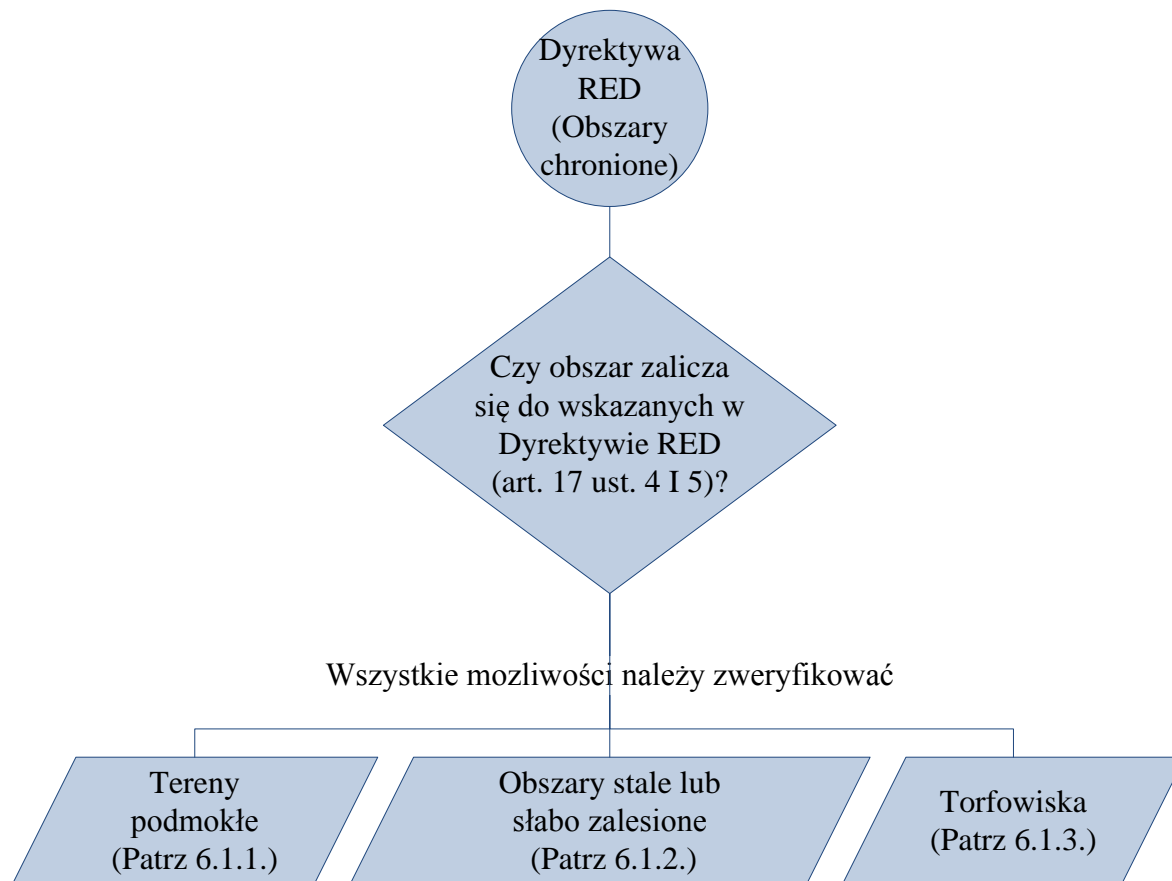 Dyrektywa
RED
(Obszary
chronione)
Czy obszar zalicza
się do wskazanych w
Dyrektywie RED
(art. 17 ust. 4 I 5)?
Wszystkie mozliwości należy zweryfikować
Tereny
podmokłe
(Patrz 6.1.1.)
Obszary stale lub
słabo zalesione
(Patrz 6.1.2.)
Torfowiska
(Patrz 6.1.3.)